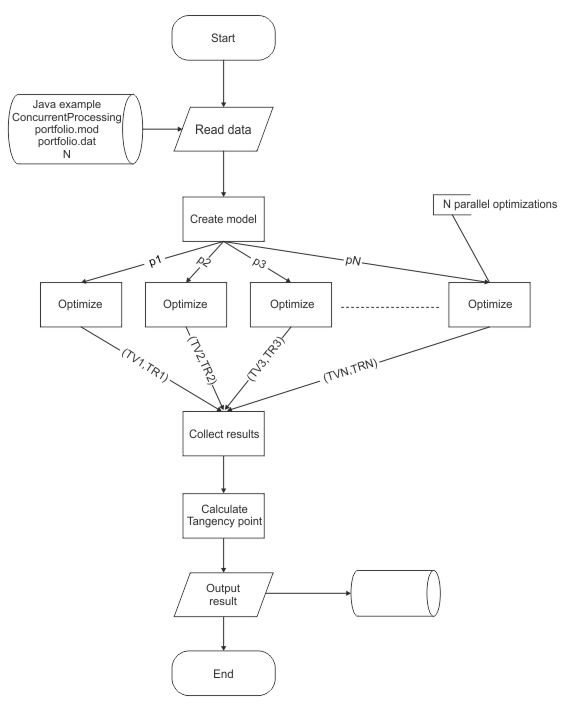 Start
Java example
ConcurrentProcessing
portfolio.mod
portfolio.dat
N
Read data
Create model
N parallel optimizations
p1
p2
p3
pN
Optimize
Optimize
Optimize
Optimize
(TV1,TR1)
(TV2,TR2)
(TV3,TR3)
(TVN,TRN)
Collect results
Calculate
Tangency point
Output
result
End